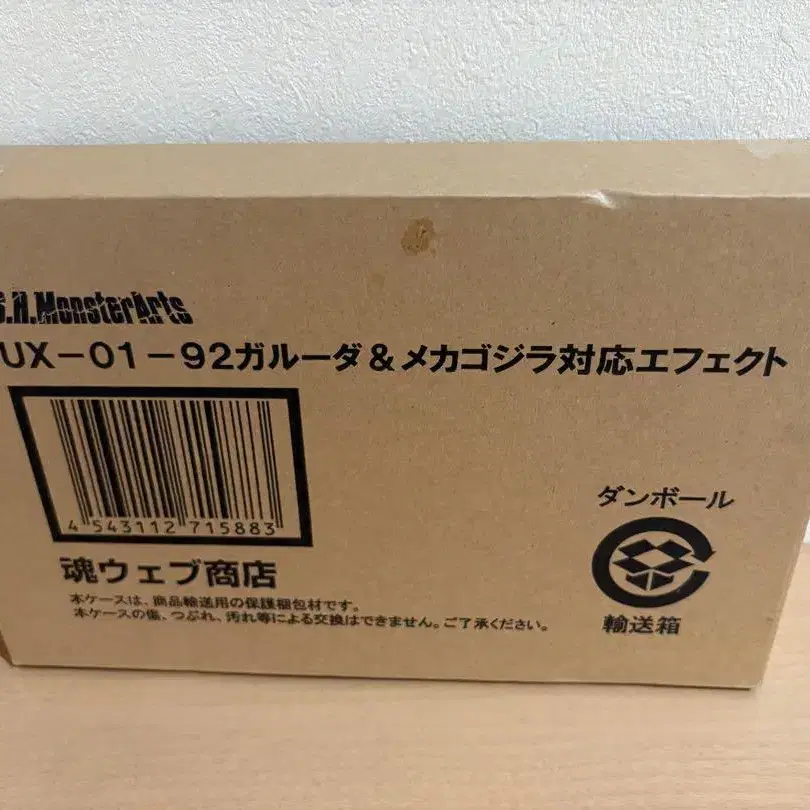 S.H.MonsterArts
UX-01-92ガルーダ&メカゴジラ対応エフェクト
4 543112 715883
魂ウェブ商店
本ケースは、商品輸送用の保護梱包材です。
本ケースの傷、つぶれ、汚れ等による交換はできません。ご了承ください。
ダンボール
輸送箱